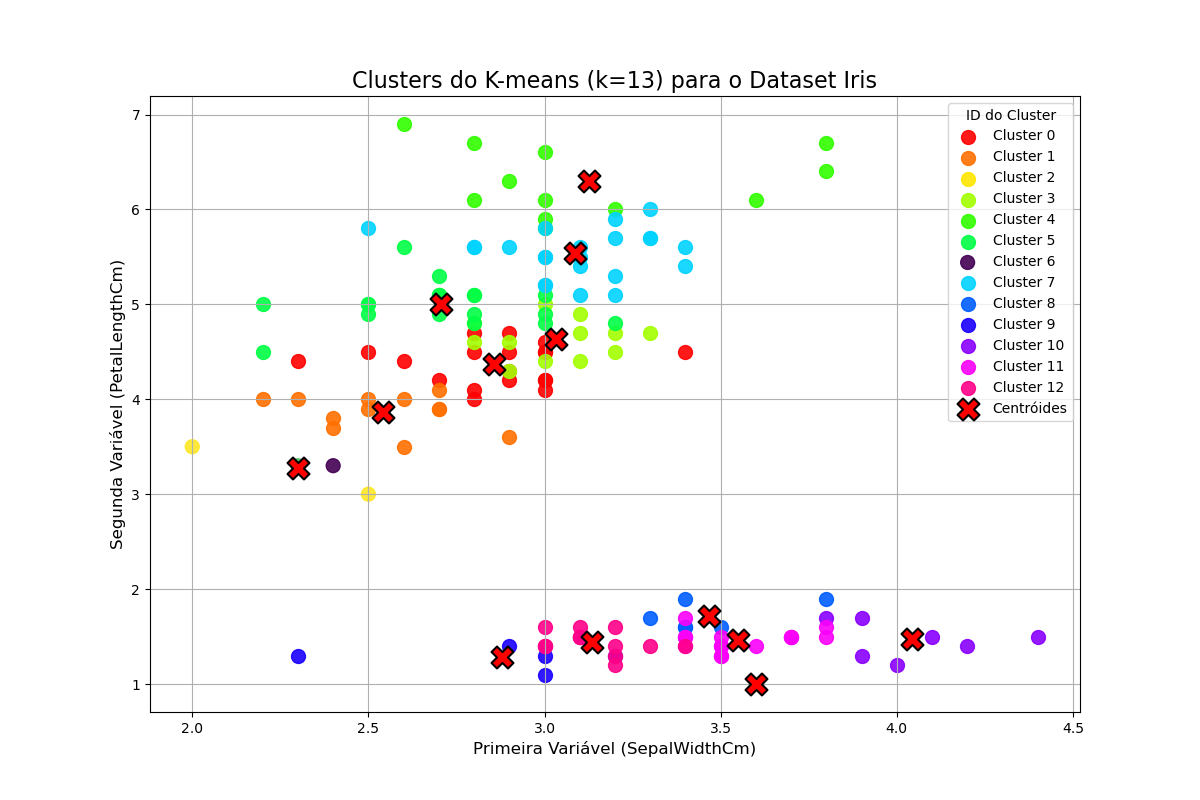 Clusters do K-means (k=13) para o Dataset Iris
7
6
5
4
3
2
1
Segunda Variável (PetalLengthCm)
2.0
2.5
3.0
3.5
4.0
4.5
Primeira Variável (SepalWidthCm)
ID do Cluster
Cluster 0
Cluster 1
Cluster 2
Cluster 3
Cluster 4
Cluster 5
Cluster 6
Cluster 7
Cluster 8
Cluster 9
Cluster 10
Cluster 11
Cluster 12
Centróides